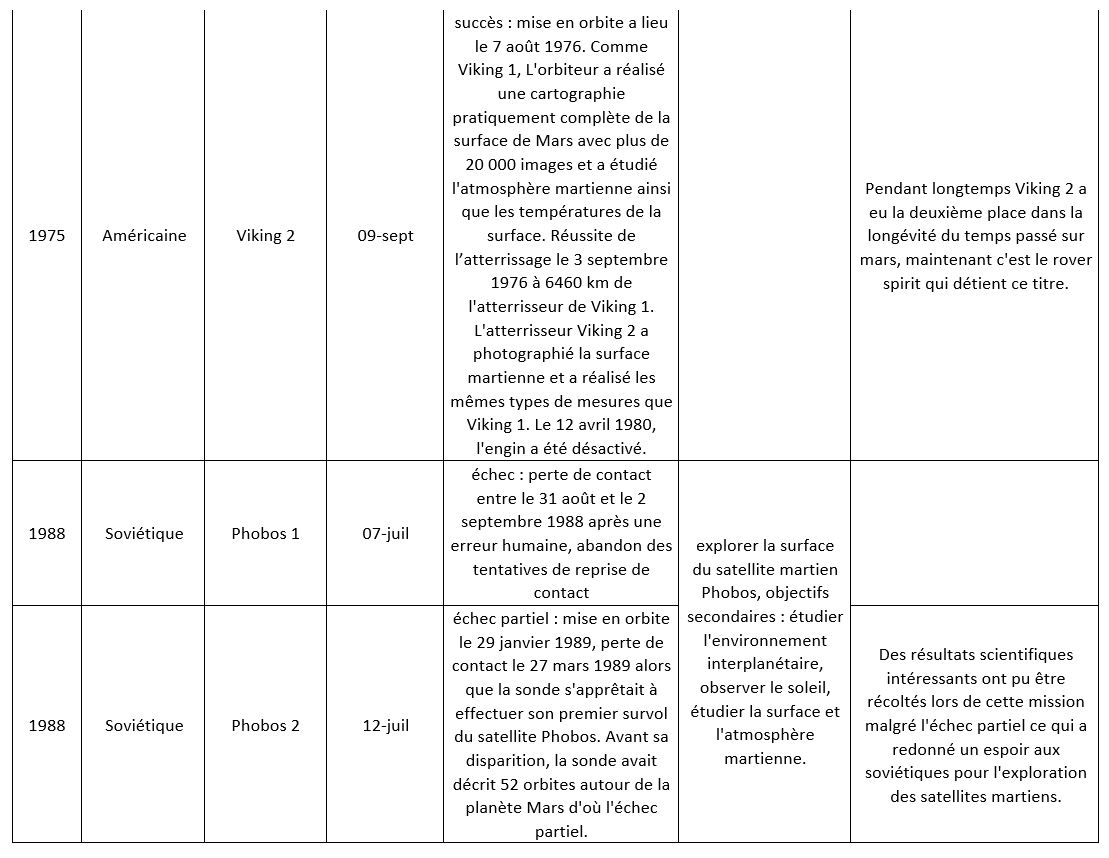 1975
Américaine
Viking 2
09-sept
succès : mise en orbite a lieu
le 7 août 1976. Comme
Viking 1, L'orbiteur a réalisé
une cartographie
pratiquement complète de la
surface de Mars avec plus de
20 000 images et a étudié
l'atmosphère martienne ainsi
que les températures de la
surface. Réussite de
l’atterrissage le 3 septembre
1976 à 6460 km de
l'atterrisseur de Viking 1.
L'atterrisseur Viking 2 a
photographié la surface
martienne et a réalisé les
mêmes types de mesures que
Viking 1. Le 12 avril 1980,
l'engin a été désactivé.
Pendant longtemps Viking 2 a
eu la deuxième place dans la
longévité du temps passé sur
mars, maintenant c'est le rover
spirit qui détient ce titre.
1988
Soviétique
Phobos 1
07-juil
échec : perte de contact
entre le 31 août et le 2
septembre 1988 après une
erreur humaine, abandon des
tentatives de reprise de
contact
explorer la surface
du satellite martien
Phobos, objectifs
secondaires : étudier
l'environnement
interplanétaire,
observer le soleil,
étudier la surface et
l'atmosphère
martienne.
1988
Soviétique
Phobos 2
12-juil
échec partiel : mise en orbite
le 29 janvier 1989, perte de
contact le 27 mars 1989 alors
que la sonde s'apprêtait à
effectuer son premier survol
du satellite Phobos. Avant sa
disparition, la sonde avait
décrit 52 orbites autour de la
planète Mars d'où l'échec
partiel.
Des résultats scientifiques
intéressants ont pu être
récoltés lors de cette mission
malgré l'échec partiel ce qui a
redonné un espoir aux
soviétiques pour l'exploration
des satellites martiens.